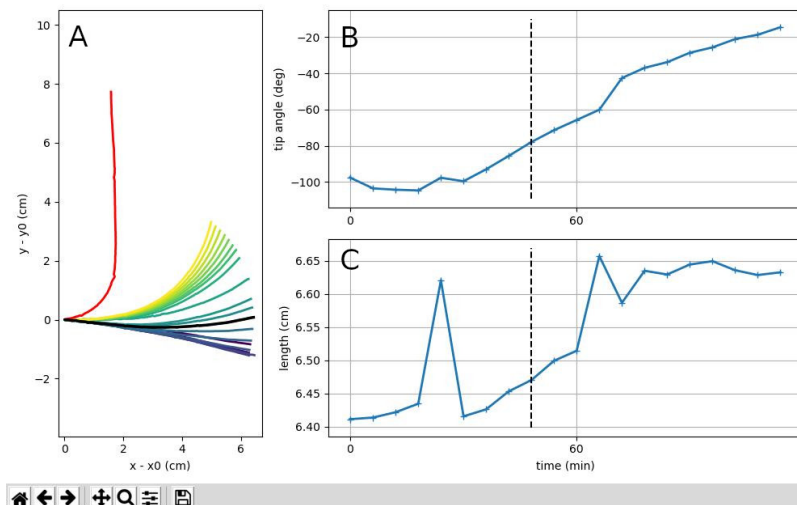 A
10
8
6
4
2
0
−2
y - y0 (cm)
0 2 4 6
x - x0 (cm)
B
−20
−40
−60
−80
−100
tip angle (deg)
0 60
C
6.65
6.60
6.55
6.50
6.45
6.40
length (cm)
0 60
time (min)